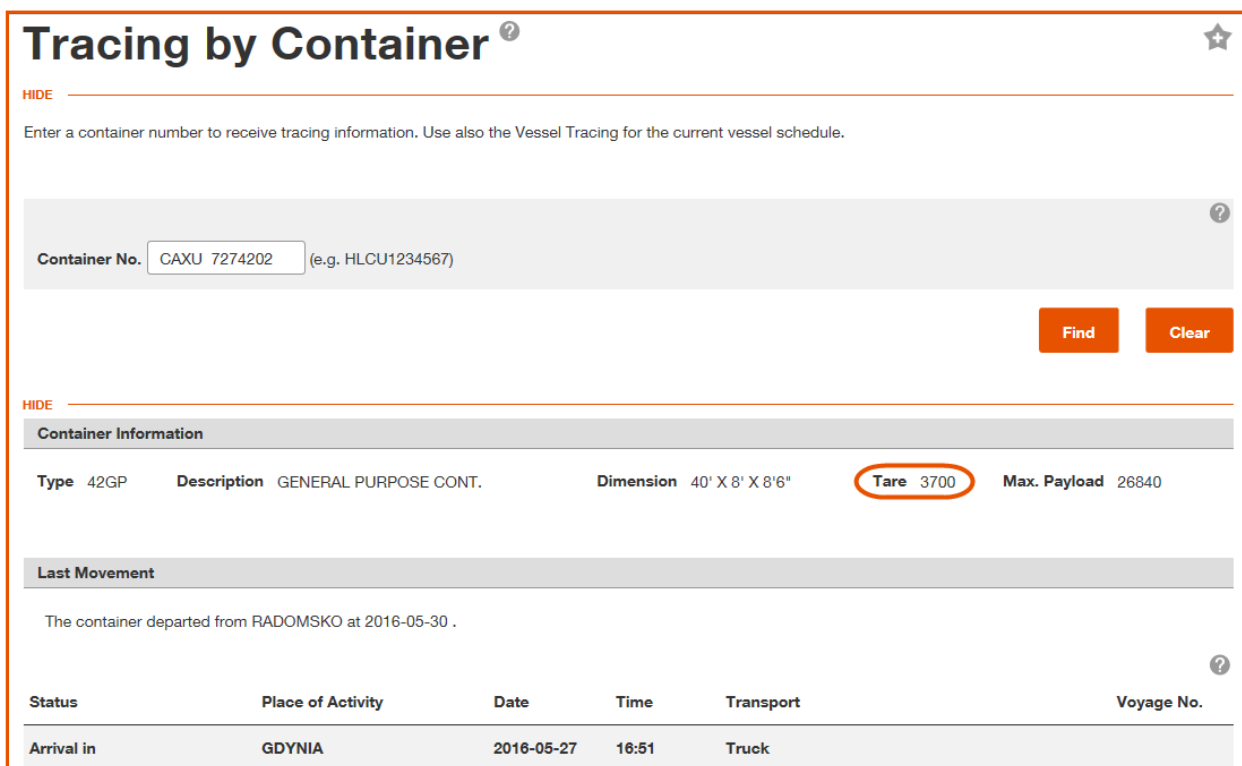 Tracing by Container ?
HIDE
Enter a container number to receive tracing information. Use also the Vessel Tracing for the current vessel schedule.
?
Container No. CAXU 7274202 (e.g. HLCU1234567)
Find Clear
HIDE
Container Information
Type 42GP Description GENERAL PURPOSE CONT. Dimension 40' X 8' X 8'6" Tare 3700 Max. Payload 26840
Last Movement
The container departed from RADOMSKO at 2016-05-30 .
?
Status Place of Activity Date Time Transport Voyage No.
Arrival in GDYNIA 2016-05-27 16:51 Truck